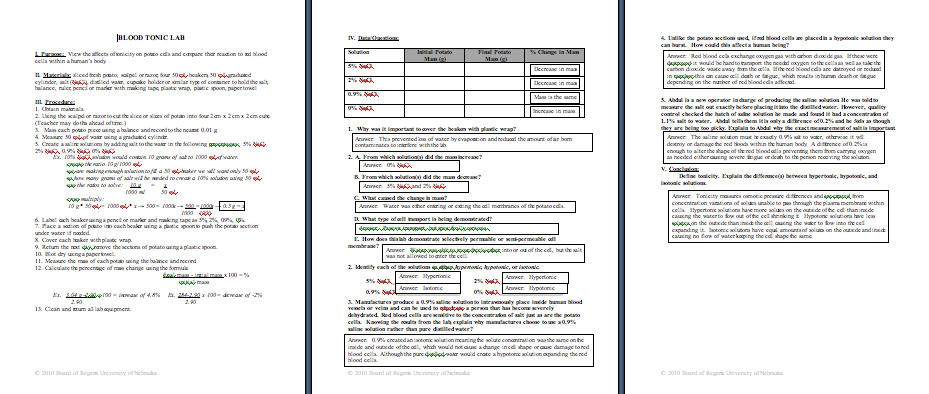 BLOOD TONIC LAB
I. Purpose: View the affects of tonicity on potato cells and compare their reaction to red blood
cells within a human's body.
II. Materials: sliced fresh potato, scalpel or razor, four 50 mL beakers, 50 mL graduated
cylinder, salt (NaCl), distilled water, cupcake holder or similar type of container to hold the salt,
balance, ruler, pencil or marker with masking tape, plastic wrap, plastic spoon, paper towel
III. Procedure:
1. Obtain materials.
2. Using the scalpel or razor to cut the slice or slices of potato into four 2 cm x 2 cm x 2 cm cube
(Teacher may do ahead of time.)
3. Mass each potato piece using a balance and record to the nearest 0.01 g
4. Measure 50 mL of water using a graduated cylinder.
5. Create a saline solutions by adding salt to the water in the following 5% NaCl,
2% NaCl, 0.9% NaCl, 0% NaCl.
Ex. 10% NaCl solution would contain 10 grams of salt to 1000 mL of water.
the ratio 10 g/1000 mL
are making enough solution to fill a 50 mL beaker we will want only 50 mL
how many grams of salt will be needed to create a 10% solution using 50 mL
the ratios to solve: 10 g = x
1000 ml 50 mL
multiply:
10 g * 50 mL = 1000 mL * x → 500 = 1000x → 500 = 1000x → 0.5 g = x
1000 1000
6. Label each beaker using a pencil or marker and masking tape as 5%, 2%, 09%, 0%.
7. Place a section of potato into each beaker using a plastic spoon to push the potato section
under water if needed.
8. Cover each beaker with plastic wrap.
9. Return the next day, remove the sections of potato using a plastic spoon.
10. Blot dry using a paper towel.
11. Measure the mass of each potato using the balance and record.
12. Calculate the percentage of mass change using the formula
final mass - initial mass x 100 = %
initial mass
Ex. 3.04 g -2.90 x 100 = increase of 4.8% Ex. 284-2.90 x 100 = decrease of -2%
2.90 2.90
13. Clean and return all lab equipment.
© 2010 Board of Regents University of Nebraska
IV. Data/Questions:
Solution Initial Potato Final Potato % Change in Mass
Mass (g) Mass (g)
5% NaCl Decrease in mass
2% NaCl Decrease in mass
0.9% NaCl Mass is the same
0% NaCl Increase in mass
1. Why was it important to cover the beakers with plastic wrap?
Answer: This prevented loss of water by evaporation and reduced the amount of air born
contaminates to interfere with the lab.
2. A. From which solution(s) did the mass increase?
Answer: 0% NaCl
B. From which solution(s) did the mass decrease?
Answer: 5% NaCl and 2% NaCl
C. What caused the change in mass?
Answer: Water was either entering or exiting the cell membranes of the potato cells.
D. What type of cell transport is being demonstrated?
Answer: Passive transport, but specifically osmosis.
E. How does this lab demonstrate selectively permeable or semi-permeable cell
membrane?
Answer: Water was able to into or out of the cell, but the salt
was not allowed to enter the cell.
2. Identify each of the solutions as either hypertonic, hypotonic, or isotonic.
5% NaCl Answer: Hypertonic 2% NaCl Answer: Hypertonic
0.9% NaCl Answer: Isotonic 0% NaCl Answer: Hypotonic
3. Manufactures produce a 0.9% saline solution to intravenously place inside human blood
vessels or veins and can be used to a person that has become severely
dehydrated. Red blood cells are sensitive to the concentration of salt just as are the potato
cells. Knowing the results from the lab, explain why manufactures choose to use a 0.9%
saline solution rather than pure distilled water?
Answer: 0.9% created an isotonic solution meaning the solute concentration was the same on the
inside and outside of the cell, which would not cause a change in cell shape or cause damage to red
blood cells. Although the pure distilled water would create a hypotonic solution expanding the red
blood cells.
© 2010 Board of Regents University of Nebraska
4. Unlike the potato sections used, if red blood cells are placed in a hypotonic solution they
can burst. How could this affect a human being?
Answer: Red blood cells exchange oxygen gas with carbon dioxide gas. If these were
destroyed it would be hard to transport the needed oxygen to the cells as well as take the
carbon dioxide waste away from the cells. If the red blood cells are destroyed or reduced
in this can cause cell death or fatigue, which results in human death or fatigue
depending on the number of red blood cells affected.
5. Abdul is a new operator in charge of producing the saline solution. He was told to
measure the salt out exactly before placing it into the distilled water. However, quality
control checked the batch of saline solution he made and found it had a concentration of
1.1% salt to water. Abdul tells them it is only a difference of 0.2% and he feels as though
they are being too picky. Explain to Abdul why the exact measurement of salt is important.
Answer: The saline solution must be exactly 0.9% salt to water, otherwise it will
destroy or damage the red bloods within the human body. A difference of 0.2% is
enough to alter the shape of the red blood cells preventing them from carrying oxygen
as needed either causing severe fatigue or death to the person receiving the solution.
V. Conclusion:
Define tonicity. Explain the difference(s) between hypertonic, hypotonic, and
isotonic solutions.
Answer: Tonicity measures osmotic pressure differences and from
concentration variations of solutes unable to pass through the plasma membrane within
cells. Hypertonic solutions have more solutes on the outside of the cell than inside
causing the water to flow out of the cell shrinking it. Hypotonic solutions have less
solutes on the outside than inside the cell causing the water to flow into the cell
expanding it. Isotonic solutions have equal amounts of solutes on the outside and inside
causing no flow of water keeping the cell shape the same.
© 2010 Board of Regents University of Nebraska